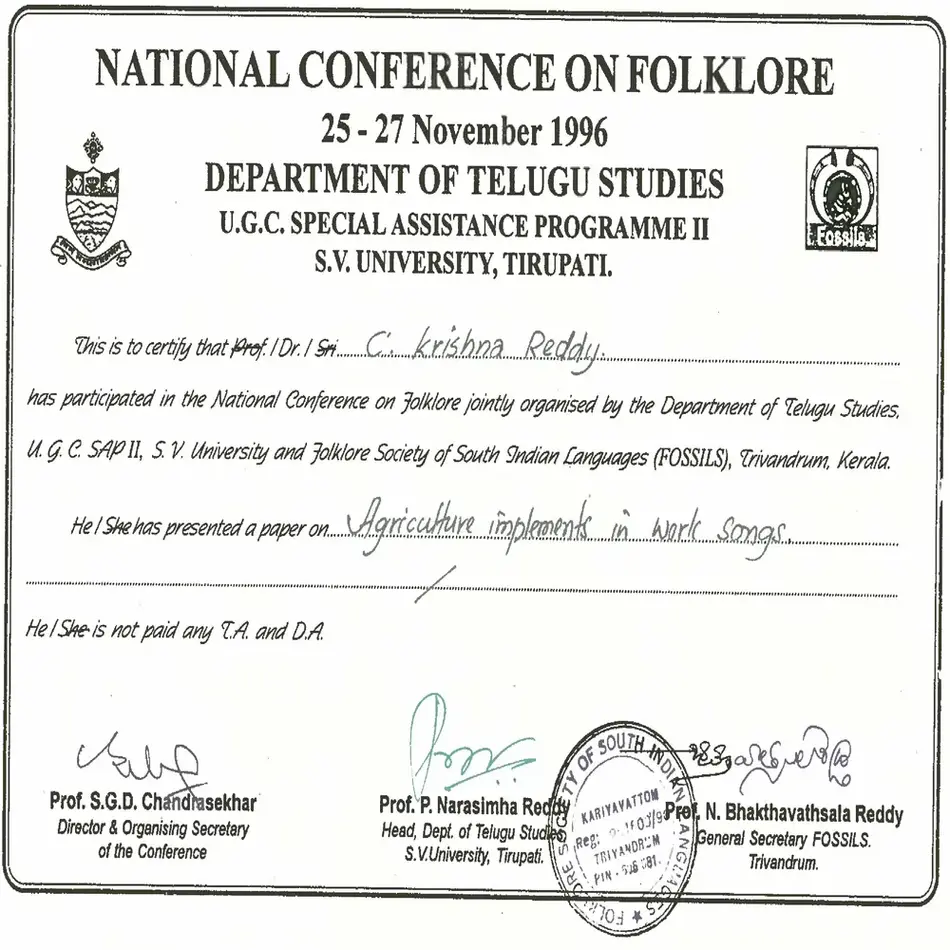 NATIONAL CONFERENCE ON FOLKLORE
25 - 27 November 1996
DEPARTMENT OF TELUGU STUDIES
U.G.C. SPECIAL ASSISTANCE PROGRAMME II
S.V. UNIVERSITY, TIRUPATI.
Fossils
This is to certify that Prof. / Dr. / Sri. C. Krishna Reddy.
has participated in the National Conference on Folklore jointly organised by the Department of Telugu Studies,
U. G. C. SAP II, S. V. University and Folklore Society of South Indian Languages (FOSSILS), Trivandrum, Kerala.
He / She has presented a paper on Agriculture implements in work songs.
He / She is not paid any T.A. and D.A.
Prof. S.G.D. Chandrasekhar
Director & Organising Secretary
of the Conference
Prof. P. Narasimha Reddy
Head, Dept. of Telugu Studies
S.V.University, Tirupati.
FOLKLORE SOCIETY OF SOUTH INDIAN LANGUAGES
KARIYAVATTOM
Reg:
TRIVANDRUM
PIN -
Prof. N. Bhakthavathsala Reddy
General Secretary FOSSILS.
Trivandrum.